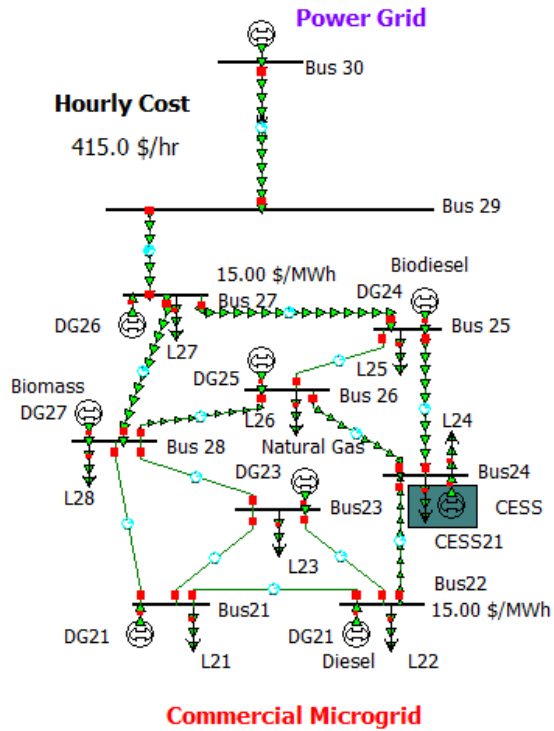 Power Grid
Bus 30
Hourly Cost
415.0 $/hr
Bus 29
15.00 $/MWh
Biodiesel
Bus 27
DG24
DG26
L27
Bus 25
L25
Biomass
DG25
Bus 26
DG27
L26
L24
Bus 28
Natural Gas
DG23
Bus24
L28
Bus23
CESS
CESS21
L23
Bus22
Bus21
15.00 $/MWh
DG21
L21
DG21
Diesel
L22
Commercial Microgrid